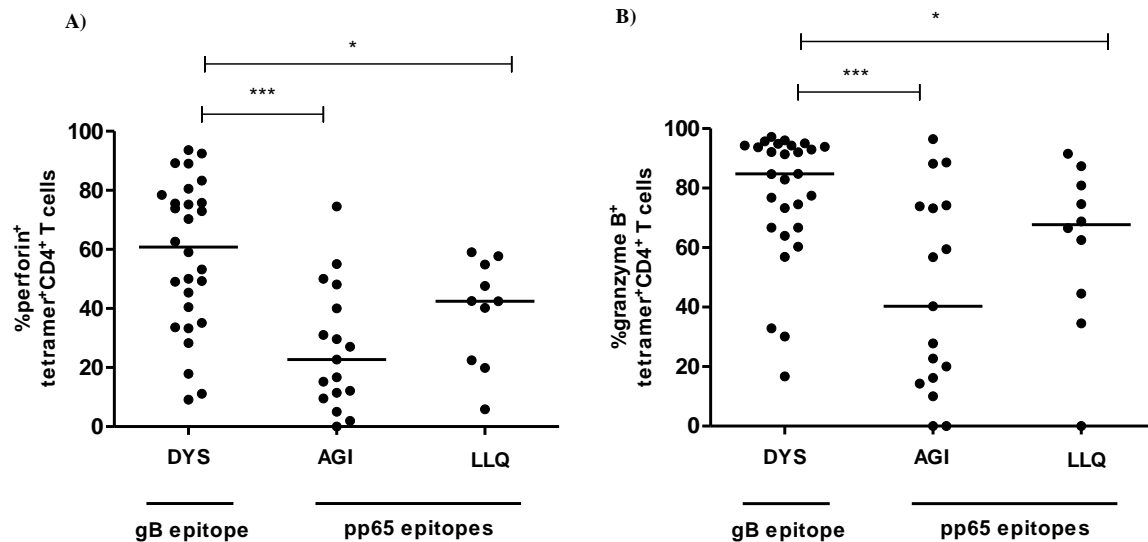 A)
*
***
%perforin+
tetramer+CD4+ T cells
100
80
60
40
20
0
DYS
AGI
LLQ
gB epitope
pp65 epitopes
B)
*
***
%granzyme B+
tetramer+CD4+ T cells
100
80
60
40
20
0
DYS
AGI
LLQ
gB epitope
pp65 epitopes